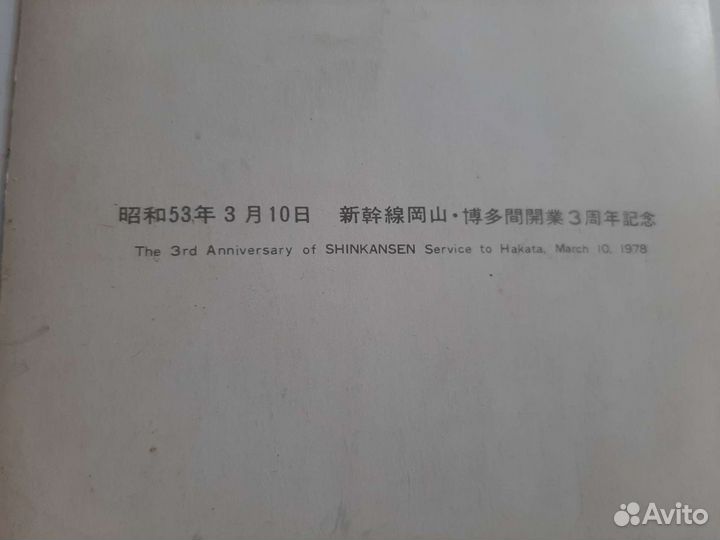 昭和53年3月10日 新幹線岡山・博多間開業3周年記念
The 3rd Anniversary of SHINKANSEN Service to Hakata, March 10, 1978
Avito